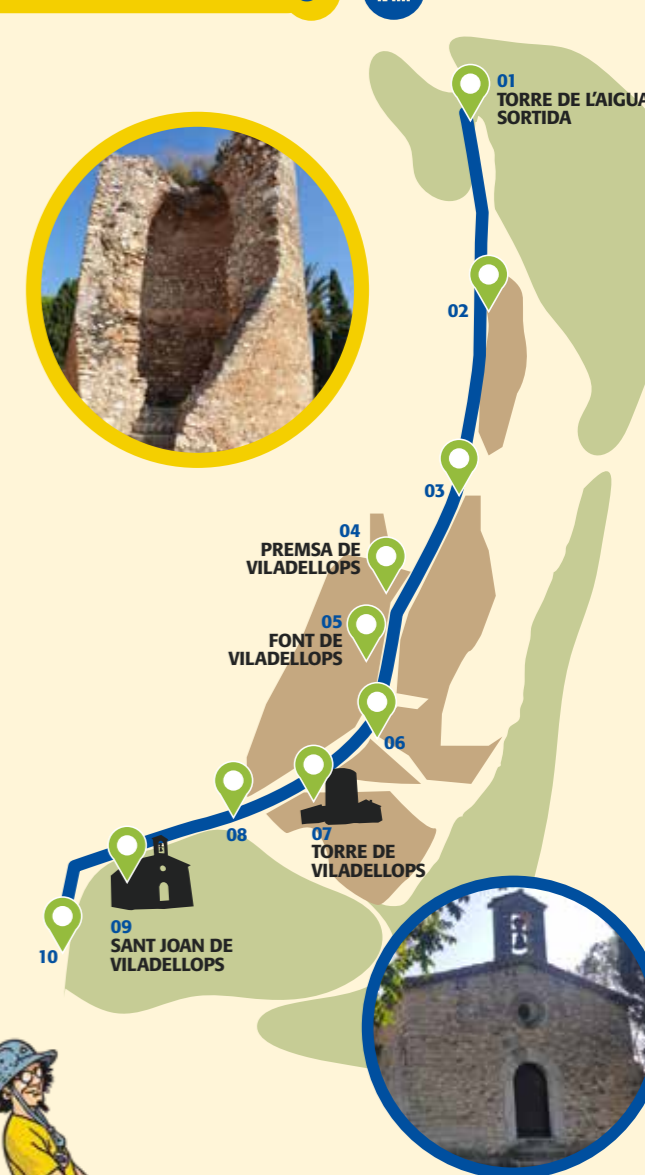 01
TORRE DE L'AIGUA
SORTIDA
02
03
04
PREMSA DE
VILADELLOPS
05
FONT DE
VILADELLOPS
06
07
TORRE DE
VILADELLOPS
08
09
SANT JOAN DE
VILADELLOPS
10